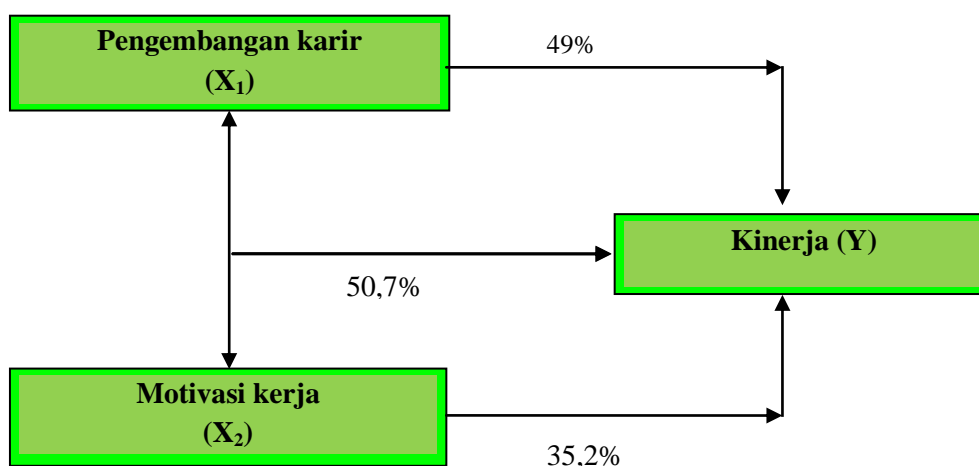 Pengembangan karir
(X₁)
49%
Kinerja (Y)
50,7%
Motivasi kerja
(X₂)
35,2%